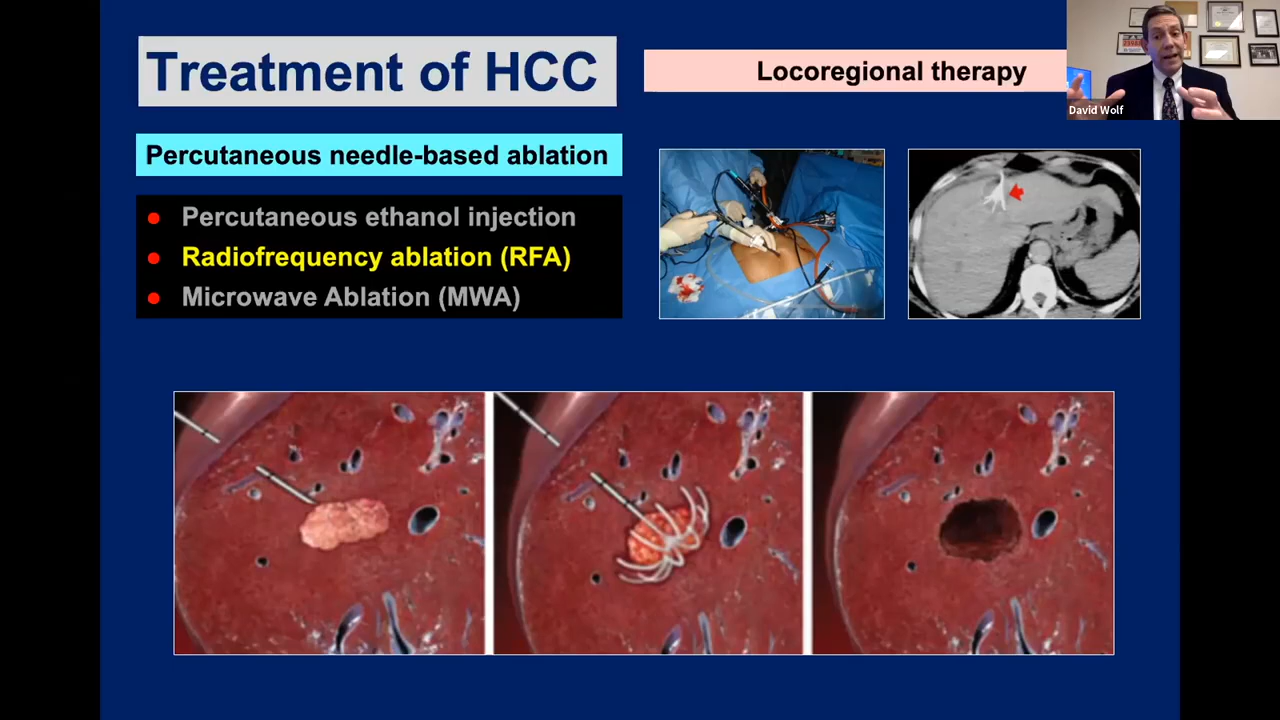 Treatment of HCC
Locoregional therapy
David Wolf
Percutaneous needle-based ablation
Percutaneous ethanol injection
Radiofrequency ablation (RFA)
Microwave Ablation (MWA)